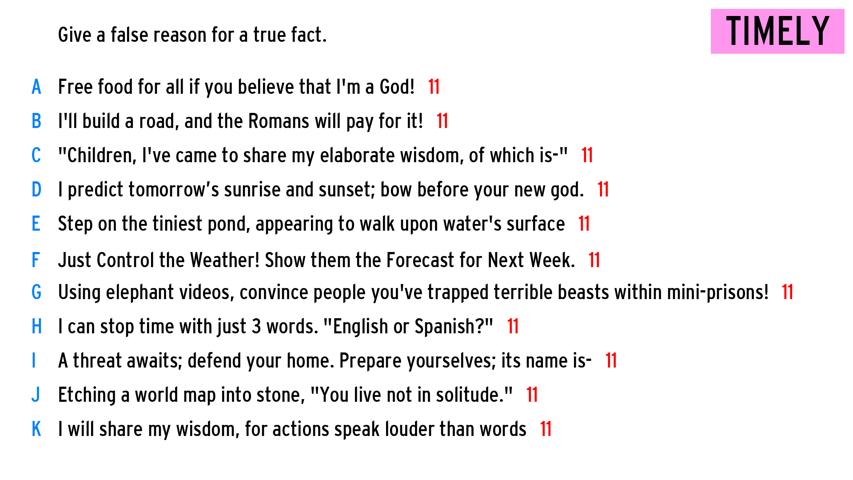 Give a false reason for a true fact.
TIMELY
A Free food for all if you believe that I'm a God! 11
B I'll build a road, and the Romans will pay for it! 11
C "Children, I've came to share my elaborate wisdom, of which is-" 11
D I predict tomorrow's sunrise and sunset; bow before your new god. 11
E Step on the tiniest pond, appearing to walk upon water's surface 11
F Just Control the Weather! Show them the Forecast for Next Week. 11
G Using elephant videos, convince people you've trapped terrible beasts within mini-prisons! 11
H I can stop time with just 3 words. "English or Spanish?" 11
I A threat awaits; defend your home. Prepare yourselves; its name is- 11
J Etching a world map into stone, "You live not in solitude." 11
K I will share my wisdom, for actions speak louder than words 11